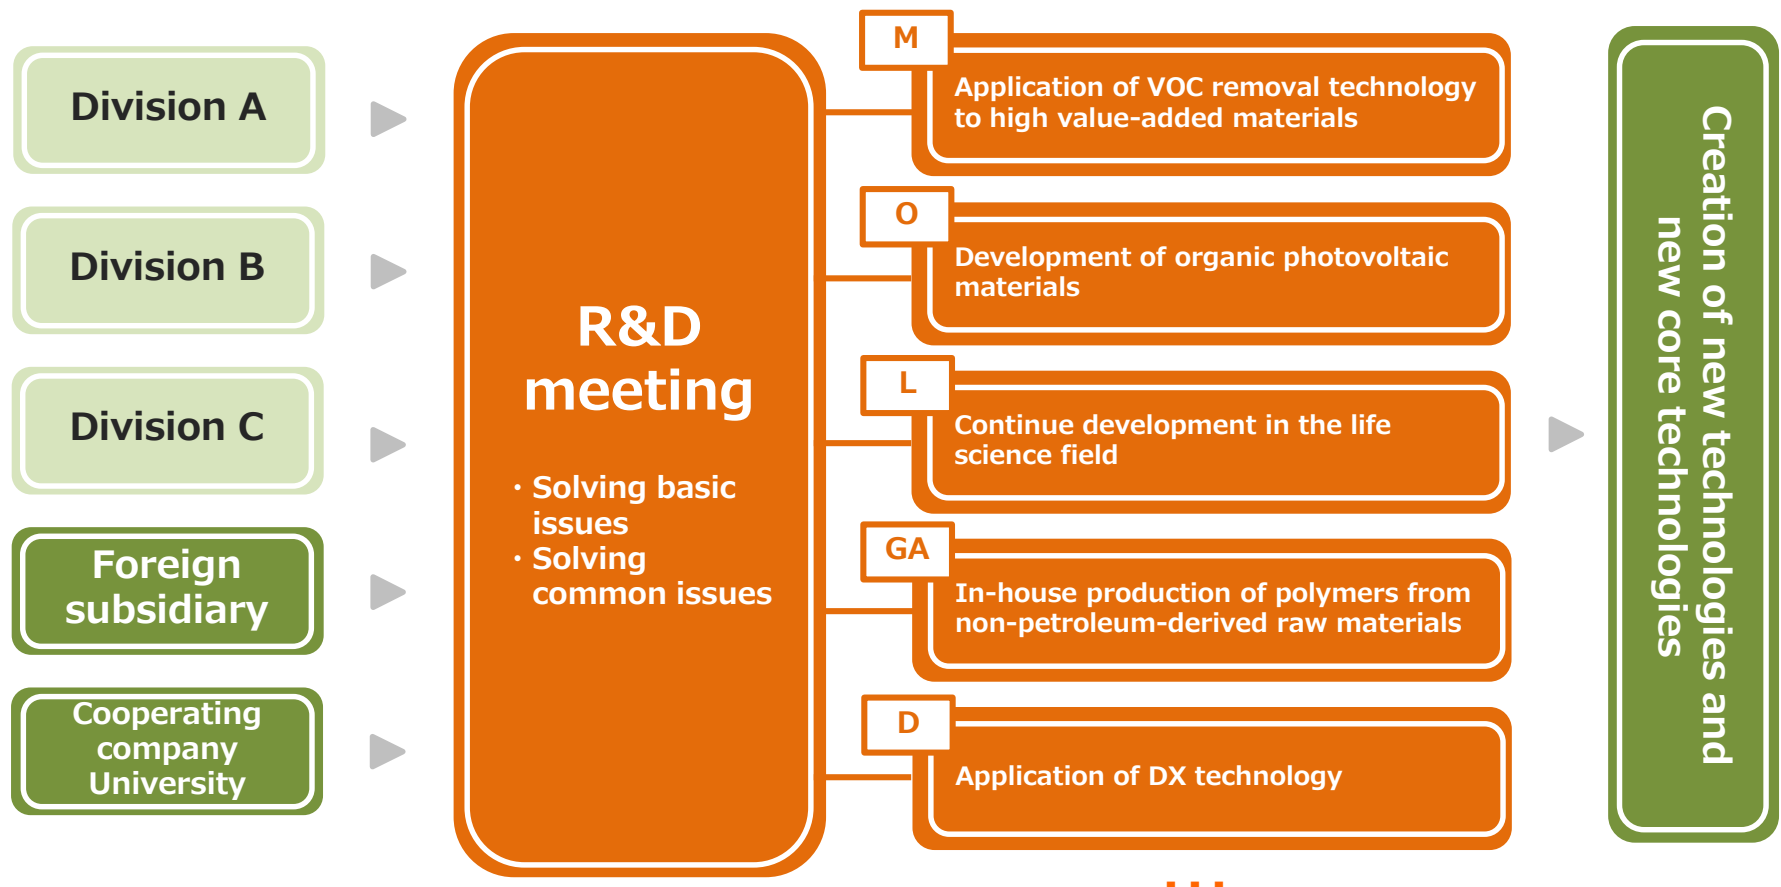 Division A
Division B
Division C
Foreign
subsidiary
Cooperating
company
University
R&D
meeting
・Solving basic
issues
・Solving
common issues
M
Application of VOC removal technology
to high value-added materials
O
Development of organic photovoltaic
materials
L
Continue development in the life
science field
GA
In-house production of polymers from
non-petroleum-derived raw materials
D
Application of DX technology
...
Creation of new technologies and
new core technologies